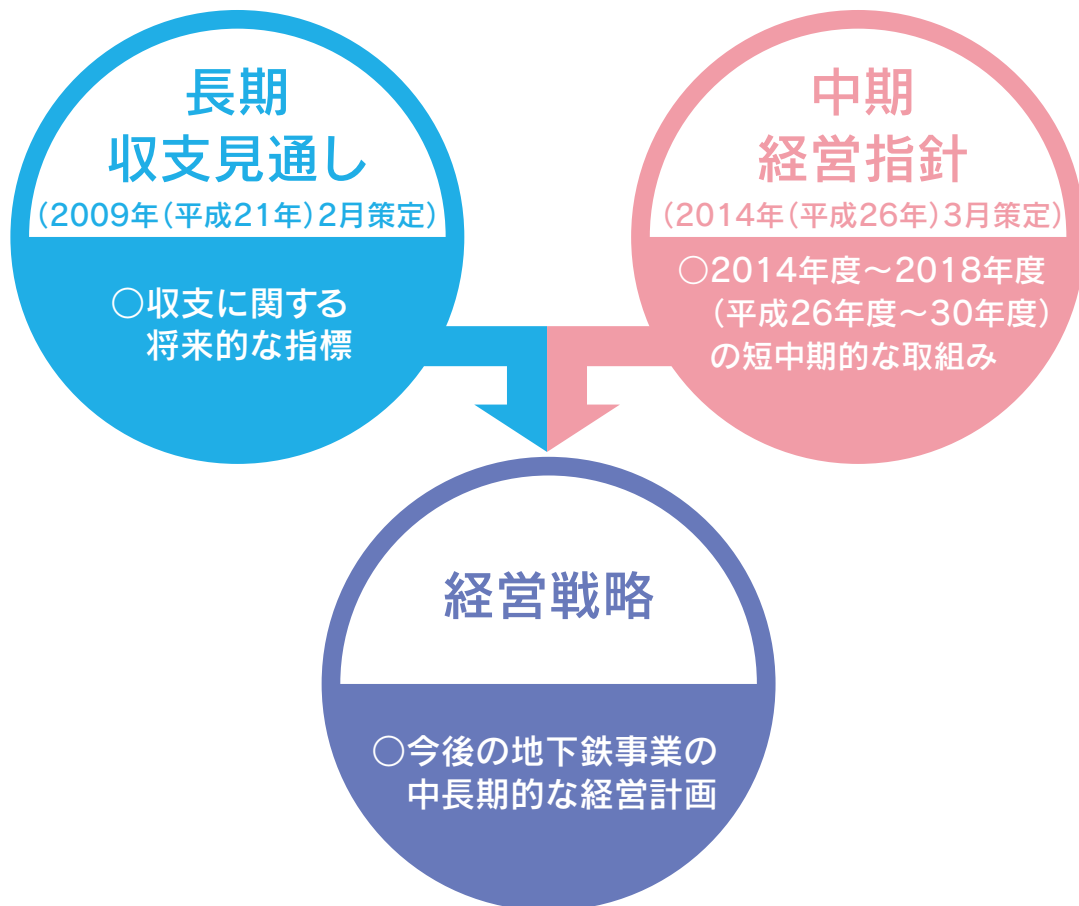 長期
収支見通し
(2009年(平成21年)2月策定)
○収支に関する
将来的な指標
中期
経営指針
(2014年(平成26年)3月策定)
○2014年度~2018年度
(平成26年度~30年度)
の短中期的な取組み
経営戦略
○今後の地下鉄事業の
中長期的な経営計画